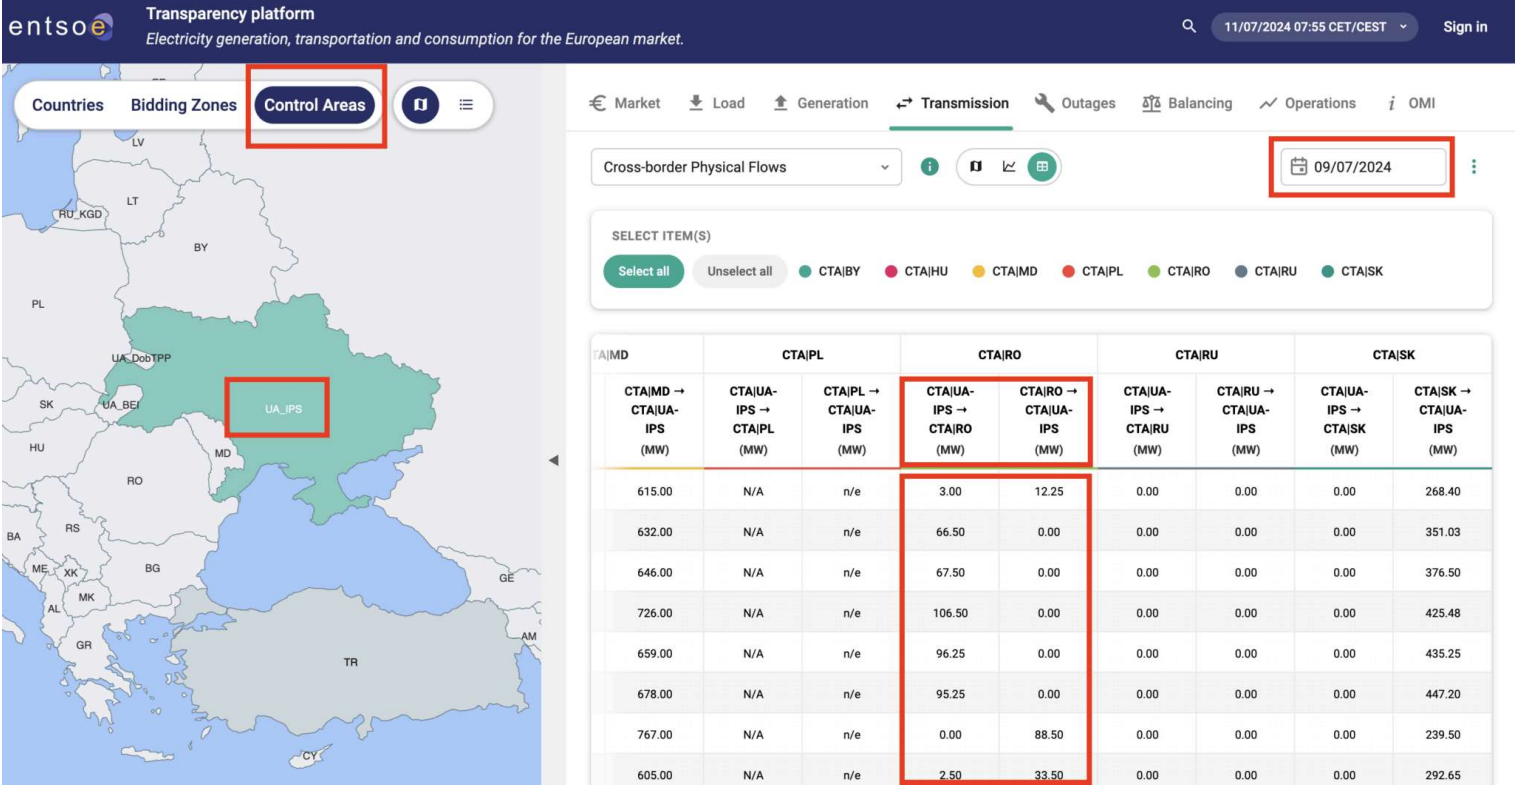 entsoe
Transparency platform
Electricity generation, transportation and consumption for the European market.
11/07/2024 07:55 CET/CEST
Sign in
Countries
Bidding Zones
Control Areas
LV
LT
RU_KGD
BY
PL
UA_DobTPP
UA_IPS
SK
UA_BEI
HU
MD
RO
BA
RS
ME
XK
BG
GE
MK
AL
AM
GR
TR
CY
Market
Load
Generation
Transmission
Outages
Balancing
Operations
i OMI
Cross-border Physical Flows
09/07/2024
SELECT ITEM(S)
Select all
Unselect all
CTA|BY
CTA|HU
CTA|MD
CTA|PL
CTA|RO
CTA|RU
CTA|SK
TA|MD CTA|PL CTA|RO CTA|RU CTA|SK
CTA|MD → CTA|UA- CTA|PL → CTA|UA- CTA|RO → CTA|UA- CTA|RU → CTA|UA- CTA|SK →
CTA|UA- IPS → CTA|UA- IPS → CTA|UA- IPS → CTA|UA- IPS → CTA|UA-
IPS CTA|PL IPS CTA|RO IPS CTA|RU IPS CTA|SK IPS
(MW) (MW) (MW) (MW) (MW) (MW) (MW) (MW) (MW)
615.00 N/A n/e 3.00 12.25 0.00 0.00 0.00 268.40
632.00 N/A n/e 66.50 0.00 0.00 0.00 0.00 351.03
646.00 N/A n/e 67.50 0.00 0.00 0.00 0.00 376.50
726.00 N/A n/e 106.50 0.00 0.00 0.00 0.00 425.48
659.00 N/A n/e 96.25 0.00 0.00 0.00 0.00 435.25
678.00 N/A n/e 95.25 0.00 0.00 0.00 0.00 447.20
767.00 N/A n/e 0.00 88.50 0.00 0.00 0.00 239.50
605.00 N/A n/e 2.50 33.50 0.00 0.00 0.00 292.65